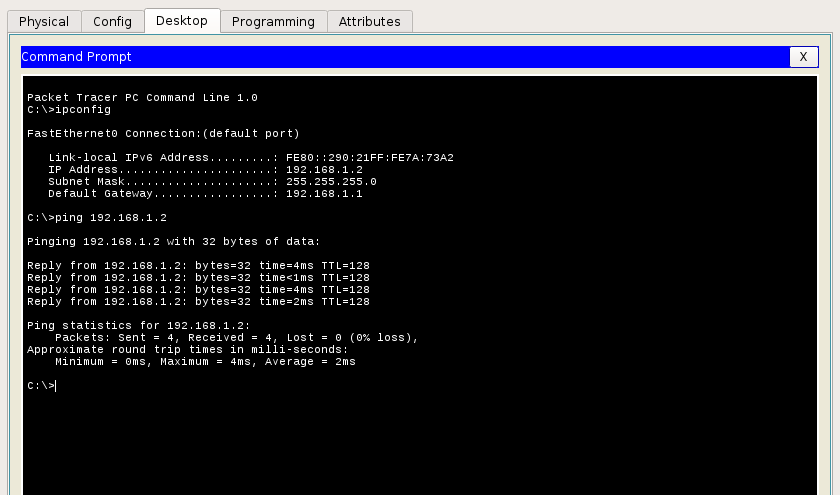 Physical Config Desktop Programming Attributes
Command Prompt X
Packet Tracer PC Command Line 1.0
C:\>ipconfig
FastEthernet0 Connection:(default port)
Link-local IPv6 Address.........: FE80::290:21FF:FE7A:73A2
IP Address......................: 192.168.1.2
Subnet Mask.....................: 255.255.255.0
Default Gateway.................: 192.168.1.1
C:\>ping 192.168.1.2
Pinging 192.168.1.2 with 32 bytes of data:
Reply from 192.168.1.2: bytes=32 time=4ms TTL=128
Reply from 192.168.1.2: bytes=32 time<1ms TTL=128
Reply from 192.168.1.2: bytes=32 time=4ms TTL=128
Reply from 192.168.1.2: bytes=32 time=2ms TTL=128
Ping statistics for 192.168.1.2:
Packets: Sent = 4, Received = 4, Lost = 0 (0% loss),
Approximate round trip times in milli-seconds:
Minimum = 0ms, Maximum = 4ms, Average = 2ms
C:\>